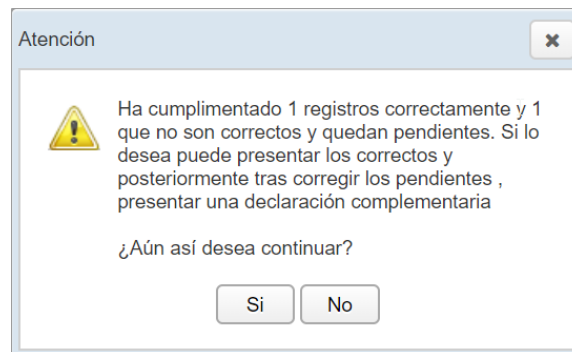 Atención
Ha cumplimentado 1 registros correctamente y 1
que no son correctos y quedan pendientes. Si lo
desea puede presentar los correctos y
posteriormente tras corregir los pendientes ,
presentar una declaración complementaria
¿Aún así desea continuar?
Si No